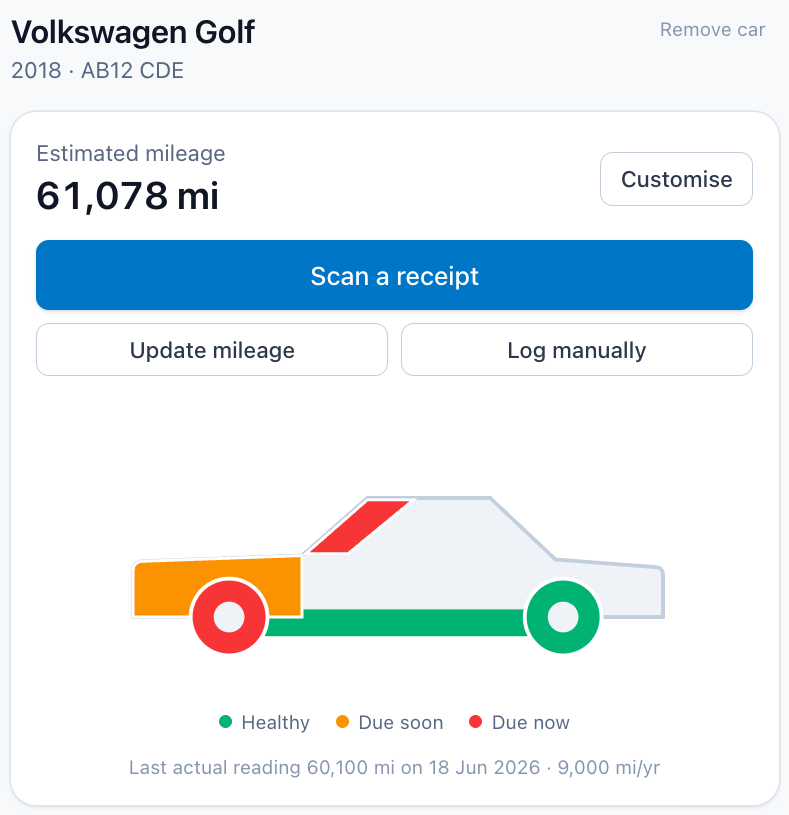 Volkswagen Golf
Remove car
2018 · AB12 CDE
Estimated mileage
61,078 mi
Customise
Scan a receipt
Update mileage
Log manually
Healthy
Due soon
Due now
Last actual reading 60,100 mi on 18 Jun 2026 · 9,000 mi/yr